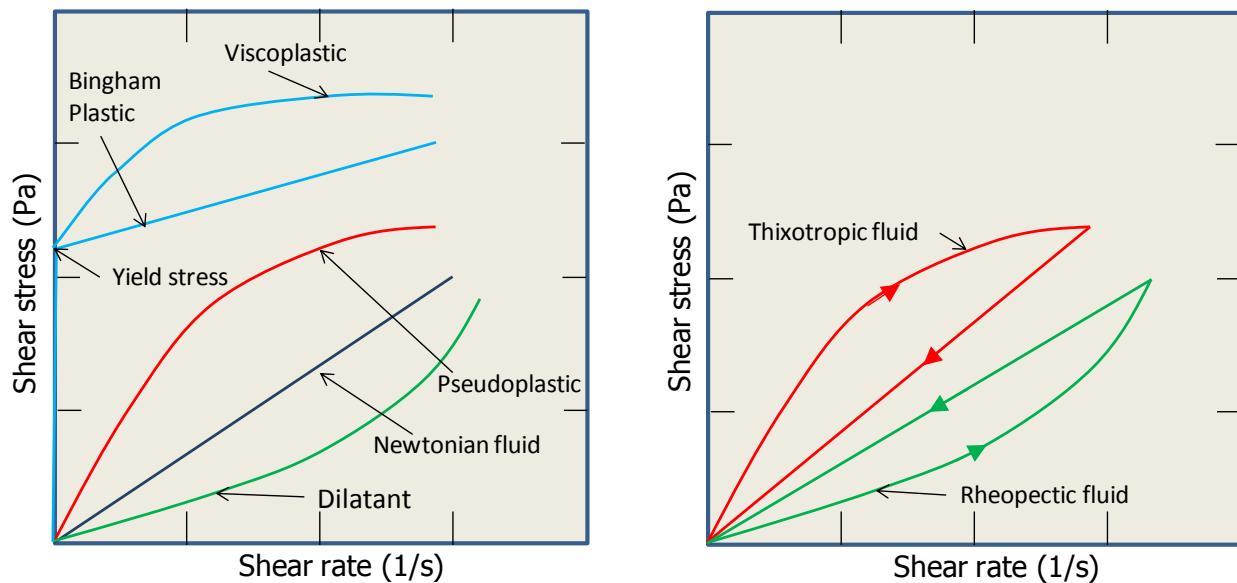 Viscoplastic
Bingham
Plastic
Yield stress
Pseudoplastic
Newtonian fluid
Dilatant
Shear stress (Pa)
Shear rate (1/s)
Thixotropic fluid
Rheopectic fluid
Shear stress (Pa)
Shear rate (1/s)